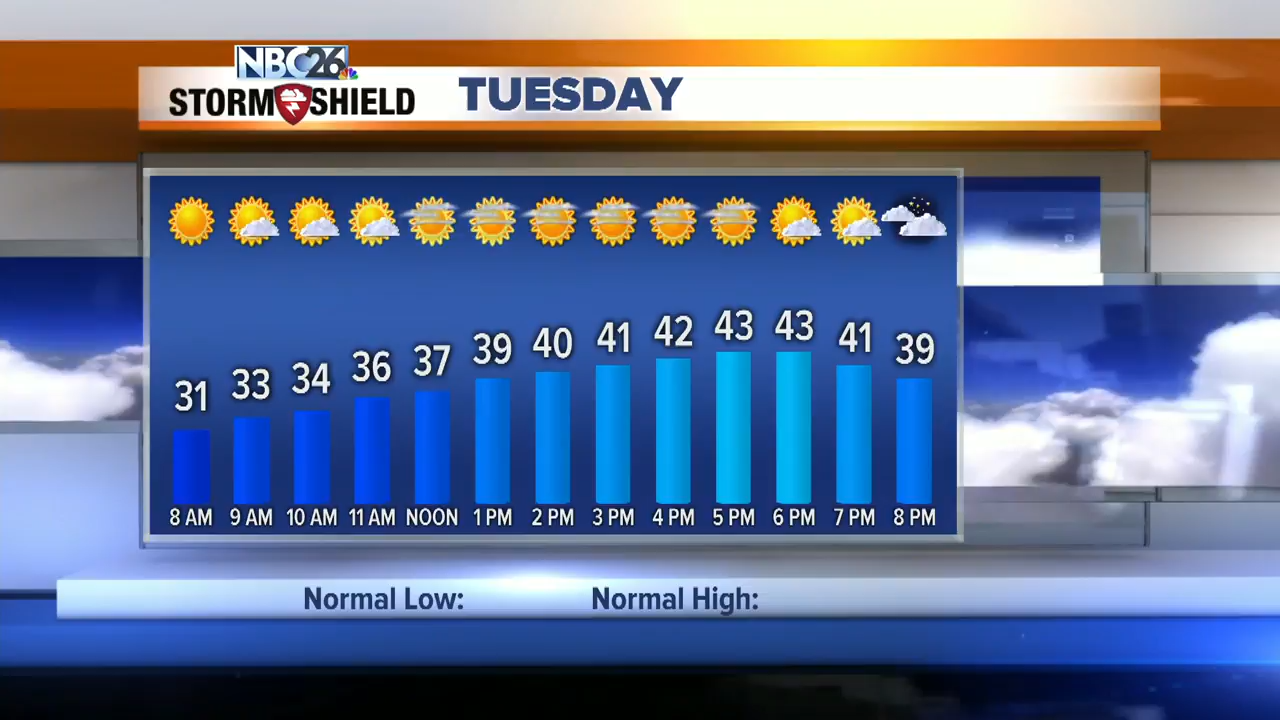 NBC26
STORM SHIELD
TUESDAY
31 33 34 36 37 39 40 41 42 43 43 41 39
8 AM 9 AM 10 AM 11 AM NOON 1 PM 2 PM 3 PM 4 PM 5 PM 6 PM 7 PM 8 PM
Normal Low: Normal High: